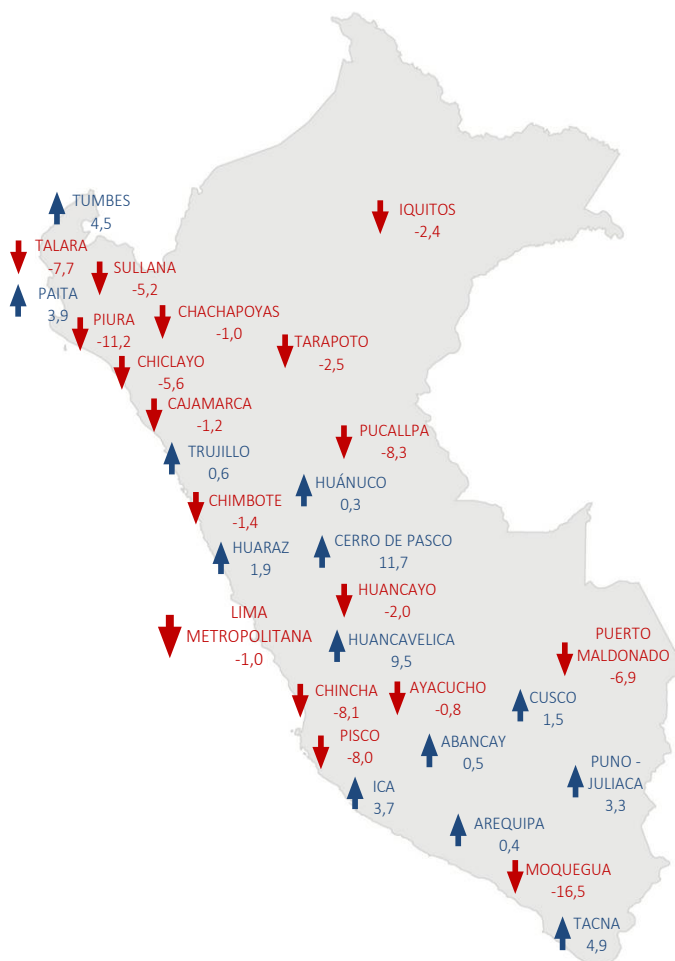 TUMBES
4,5
IQUITOS
-2,4
TALARA
-7,7
SULLANA
-5,2
PAITA
3,9
PIURA
-11,2
CHACHAPOYAS
-1,0
TARAPOTO
-2,5
CHICLAYO
-5,6
CAJAMARCA
-1,2
PUCALLPA
-8,3
TRUJILLO
0,6
HUÁNUCO
0,3
CHIMBOTE
-1,4
HUARAZ
1,9
CERRO DE PASCO
11,7
HUANCAYO
-2,0
LIMA
METROPOLITANA
-1,0
HUANCAVELICA
9,5
PUERTO
MALDONADO
-6,9
CHINCHA
-8,1
AYACUCHO
-0,8
CUSCO
1,5
PISCO
-8,0
ABANCAY
0,5
PUNO -
JULIACA
3,3
ICA
3,7
AREQUIPA
0,4
MOQUEGUA
-16,5
TACNA
4,9